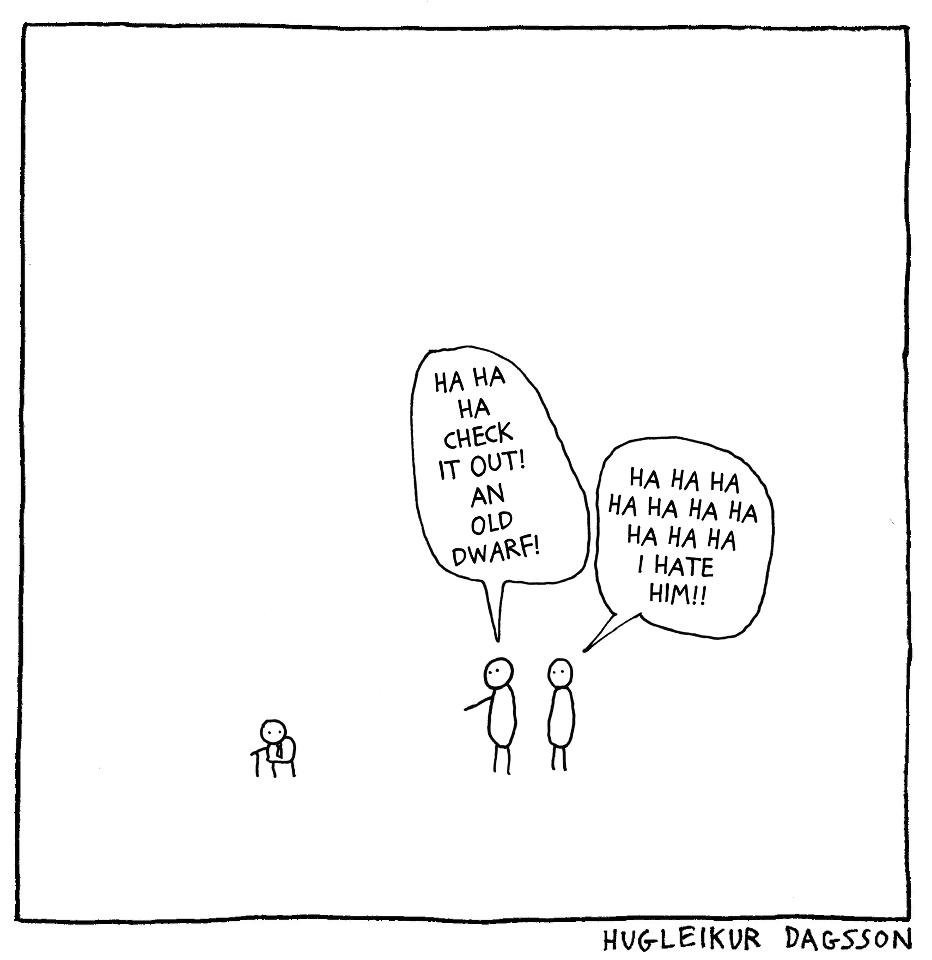 HA HA
HA
CHECK
IT OUT!
AN
OLD
DWARF!
HA HA HA
HA HA HA HA
HA HA HA
I HATE
HIM!!
HUGLEIKUR DAGSSON